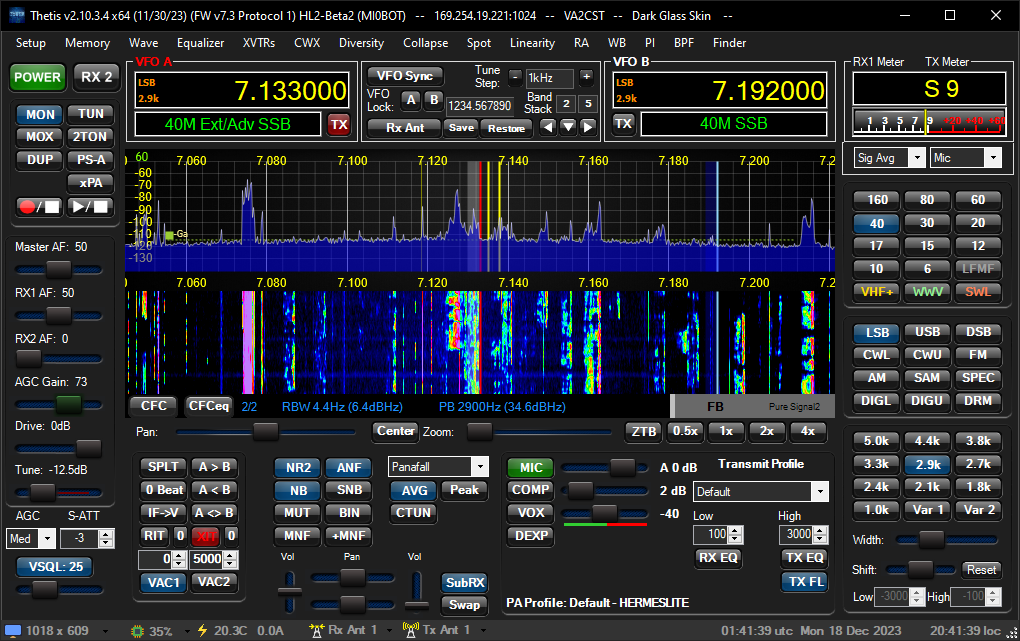 Thetis v2.10.3.4 x64 (11/30/23) (FW v7.3 Protocol 1) HL2-Beta2 (MI0BOT) -- 169.254.19.221:1024 -- VA2CST -- Dark Glass Skin --
Setup Memory Wave Equalizer XVTRs CWX Diversity Collapse Spot Linearity RA WB PI BPF Finder
POWER RX 2
MON TUN
MOX 2TON
DUP PS-A
xPA
VFO A
LSB
2.9k
7.133000
40M Ext/Adv SSB TX
VFO Sync
Tune Step: - 1kHz +
VFO Lock: A B
1234.567890
Band Stack 2 5
Rx Ant Save Restore
VFO B
LSB
2.9k
7.192000
TX 40M SSB
RX1 Meter TX Meter
S 9
1 3 5 7 9 +20 +40 +60
Sig Avg Mic
60 7.060 7.080 7.100 7.120 7.140 7.160 7.180 7.200 7.2
-60
-70
-80
-90
-100
-110
-120
-130
7.060 7.080 7.100 7.120 7.140 7.160 7.180 7.200 7.2
CFC CFCeq 2/2 RBW 4.4Hz (6.4dBHz) PB 2900Hz (34.6dBHz) FB Pure Signal2
Pan: Center Zoom: ZTB 0.5x 1x 2x 4x
Master AF: 50
RX1 AF: 50
RX2 AF: 0
AGC Gain: 73
Drive: 0dB
Tune: -12.5dB
AGC S-ATT
Med -3
VSQL: 25
SPLT A > B
0 Beat A < B
IF->V A <> B
RIT 0 XIT 0
0 5000
VAC1 VAC2
NR2 ANF
NB SNB
MUT BIN
MNF +MNF
Panafall
AVG Peak
CTUN
Vol Pan Vol
SubRX
Swap
MIC A 0 dB
COMP 2 dB
VOX -40
DEXP
Transmit Profile
Default
Low High
100 3000
RX EQ TX EQ
TX FL
PA Profile: Default - HERMESLITE
160 80 60
40 30 20
17 15 12
10 6 LFMF
VHF+ WWV SWL
LSB USB DSB
CWL CWU FM
AM SAM SPEC
DIGL DIGU DRM
5.0k 4.4k 3.8k
3.3k 2.9k 2.7k
2.4k 2.1k 1.8k
1.0k Var 1 Var 2
Width:
Shift: Reset
Low -3000 High -100
1018 x 609 35% 20.3C 0.0A Rx Ant 1 Tx Ant 1 01:41:39 utc Mon 18 Dec 2023 20:41:39 loc